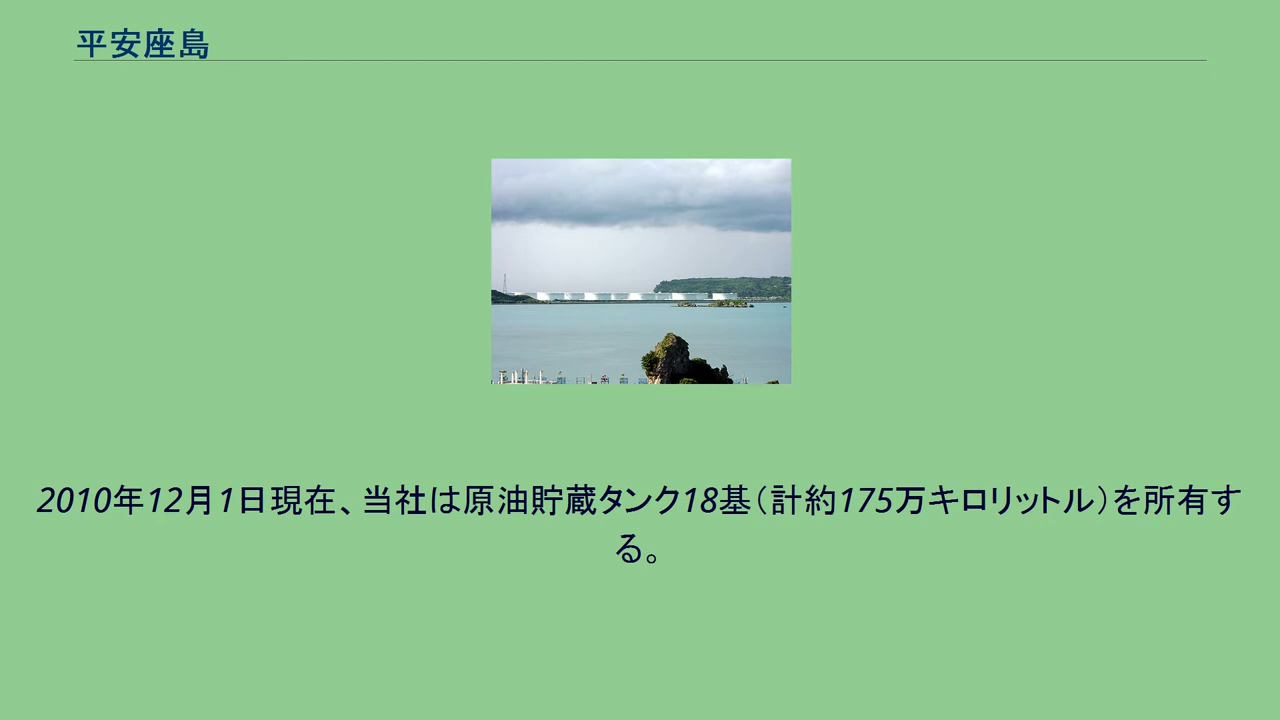 平安座島
2010年12月1日現在、当社は原油貯蔵タンク18基（計約175万キロリットル）を所有す
る。